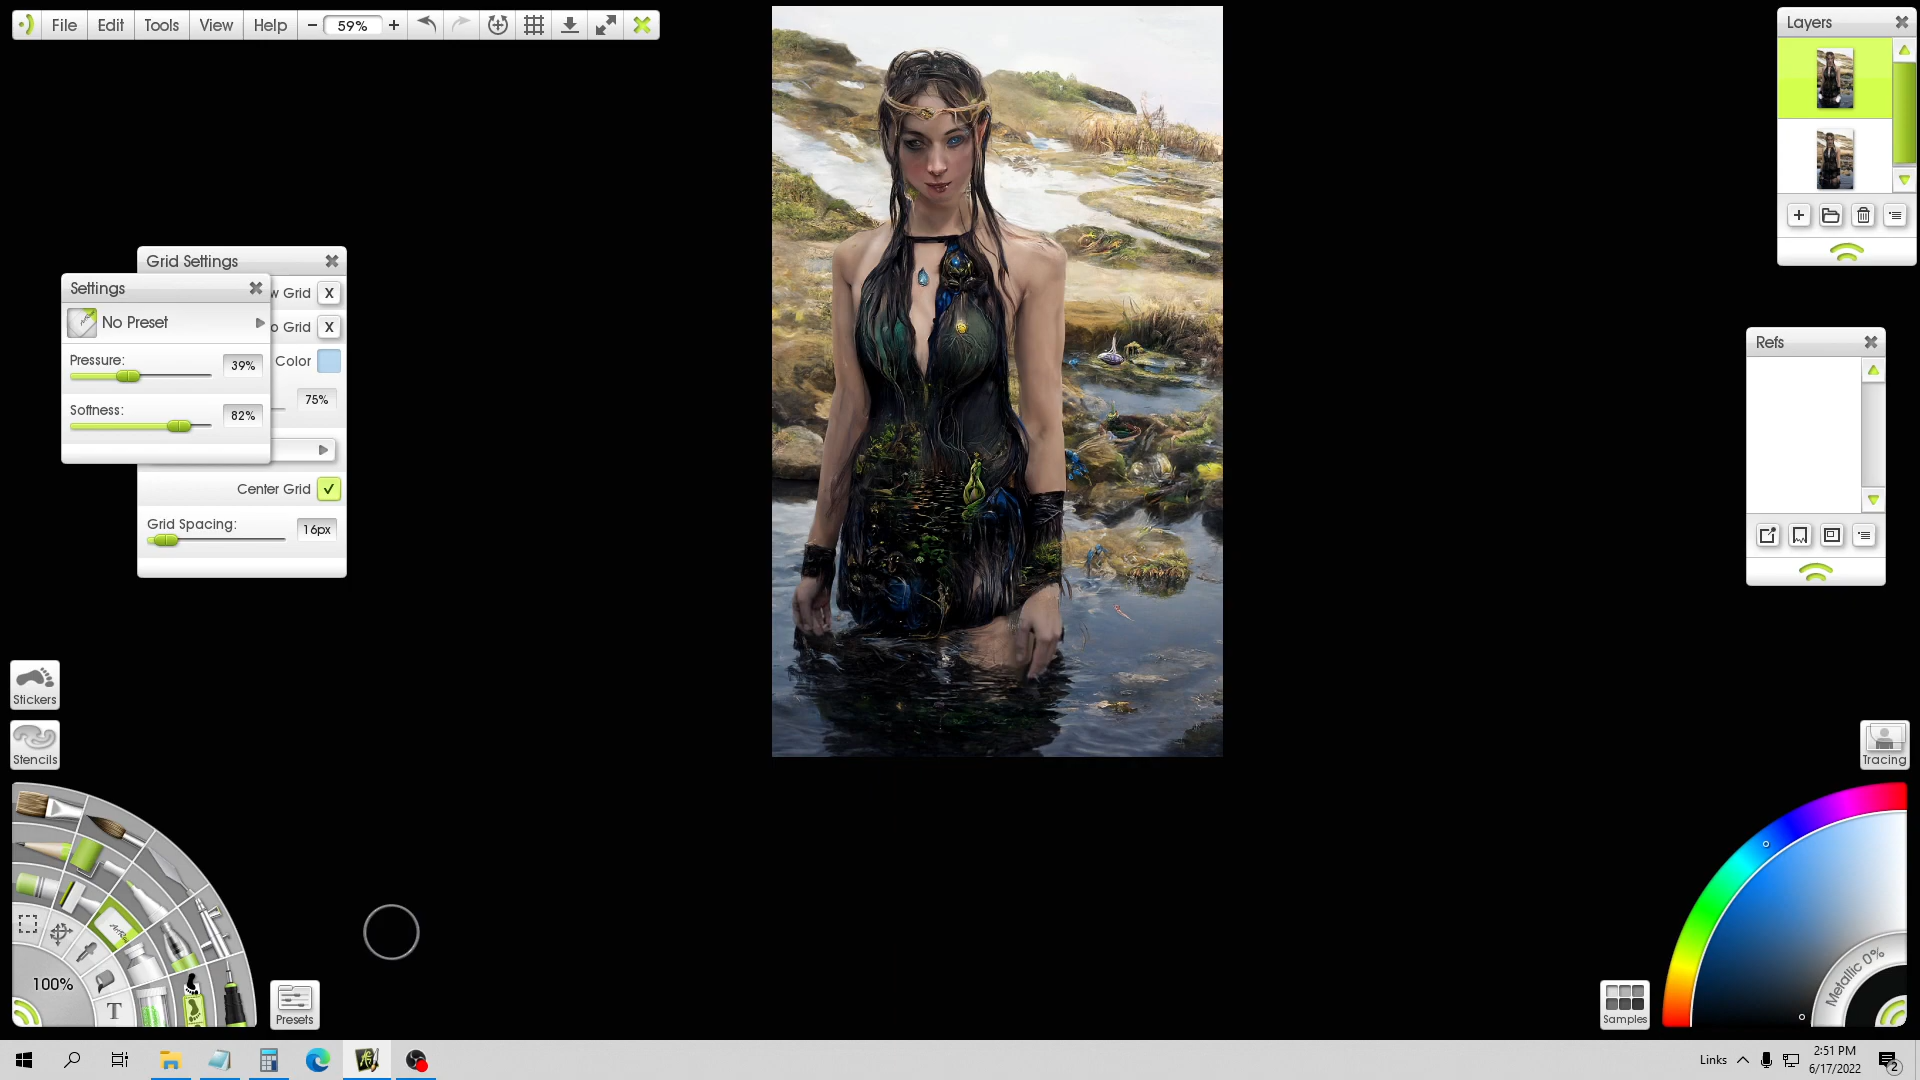 File Edit Tools View Help 59%
Layers
Grid Settings
Settings
w Grid X
No Preset
o Grid X
Pressure:
39%
Color
75%
Softness:
82%
Center Grid
Grid Spacing:
16px
Refs
Stickers
Stencils
Tracing
100%
T
Presets
Metallic 0%
Samples
Links
2:51 PM
6/17/2022
2